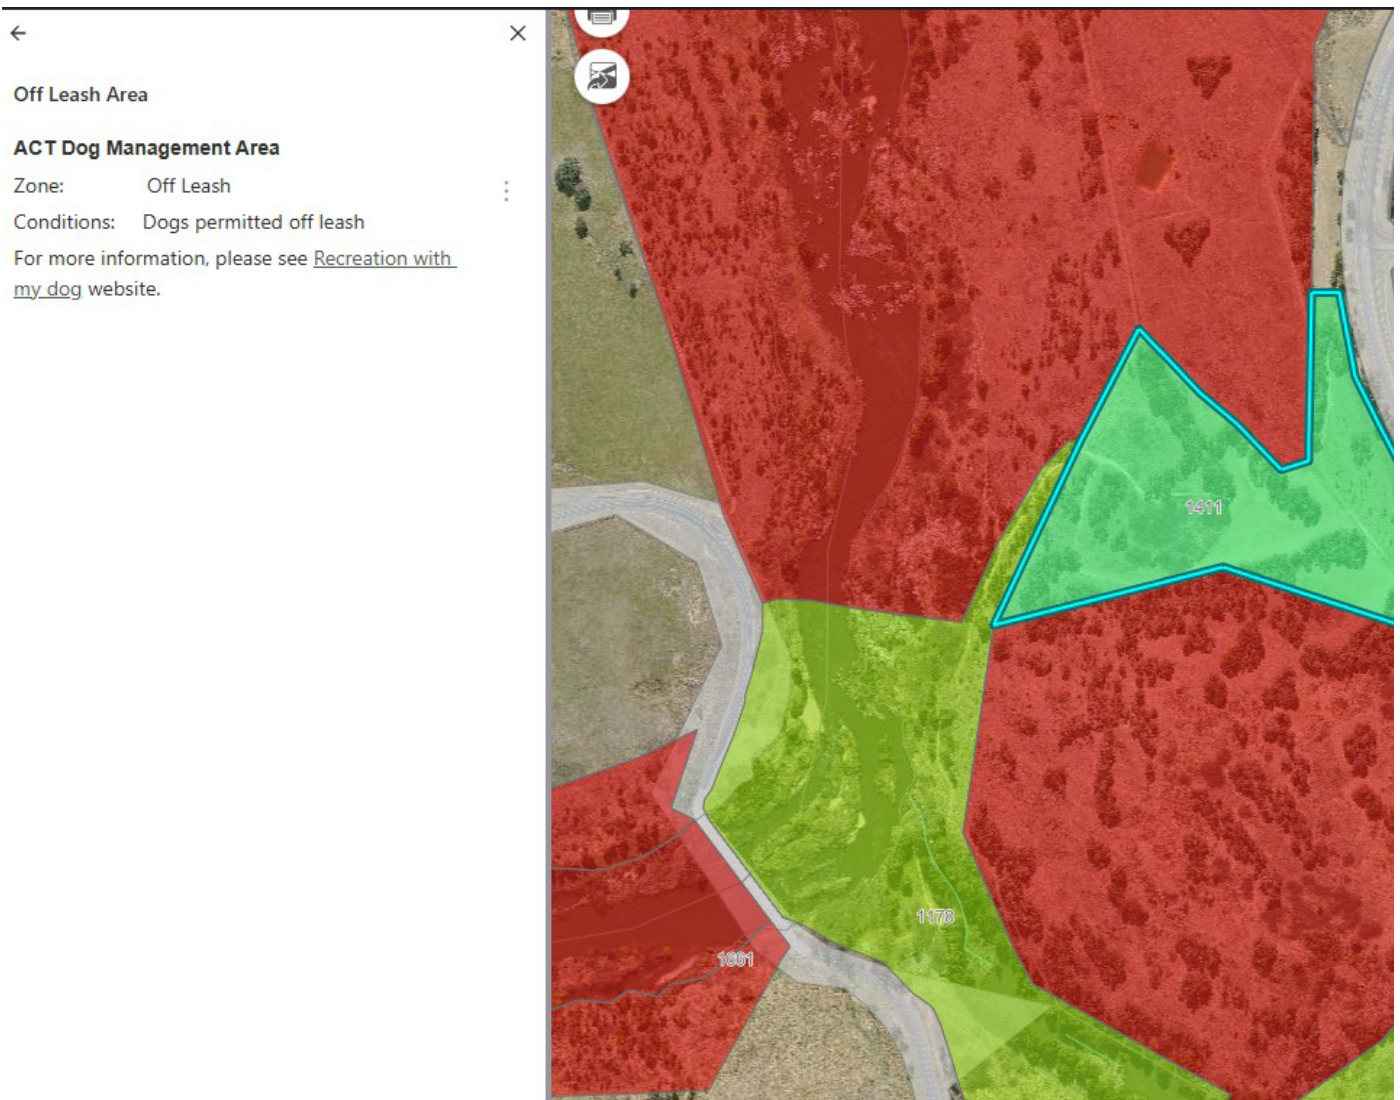 Off Leash Area
ACT Dog Management Area
Zone: Off Leash
Conditions: Dogs permitted off leash
For more information, please see Recreation with
my dog website.
1411
1178
1661